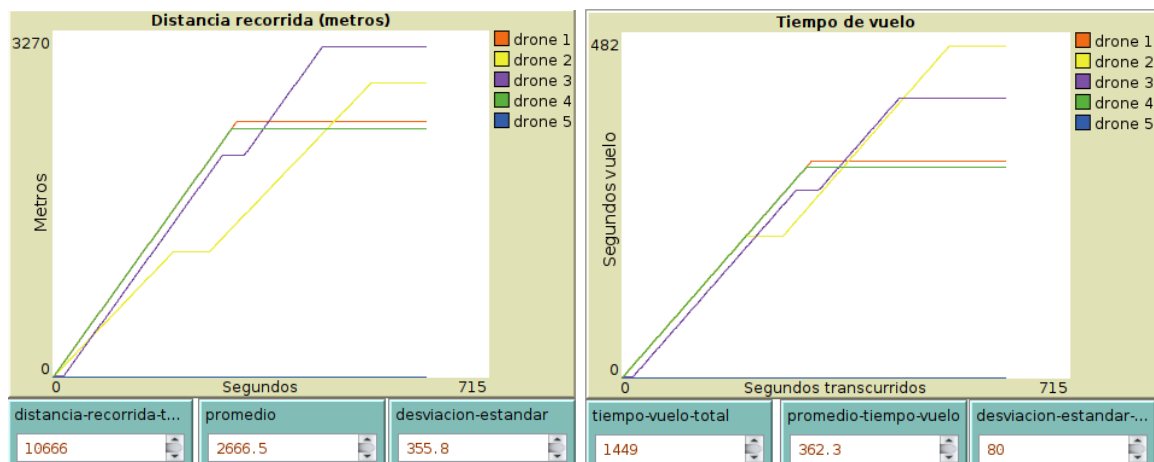 Distancia recorrida (metros)
3270
Metros
0
0
Segundos
715
drone 1
drone 2
drone 3
drone 4
drone 5
distancia-recorrida-t...
10666
promedio
2666.5
desviacion-estandar
355.8
Tiempo de vuelo
482
Segundos vuelo
0
0
Segundos transcurridos
715
drone 1
drone 2
drone 3
drone 4
drone 5
tiempo-vuelo-total
1449
promedio-tiempo-vuelo
362.3
desviacion-estandar-...
80